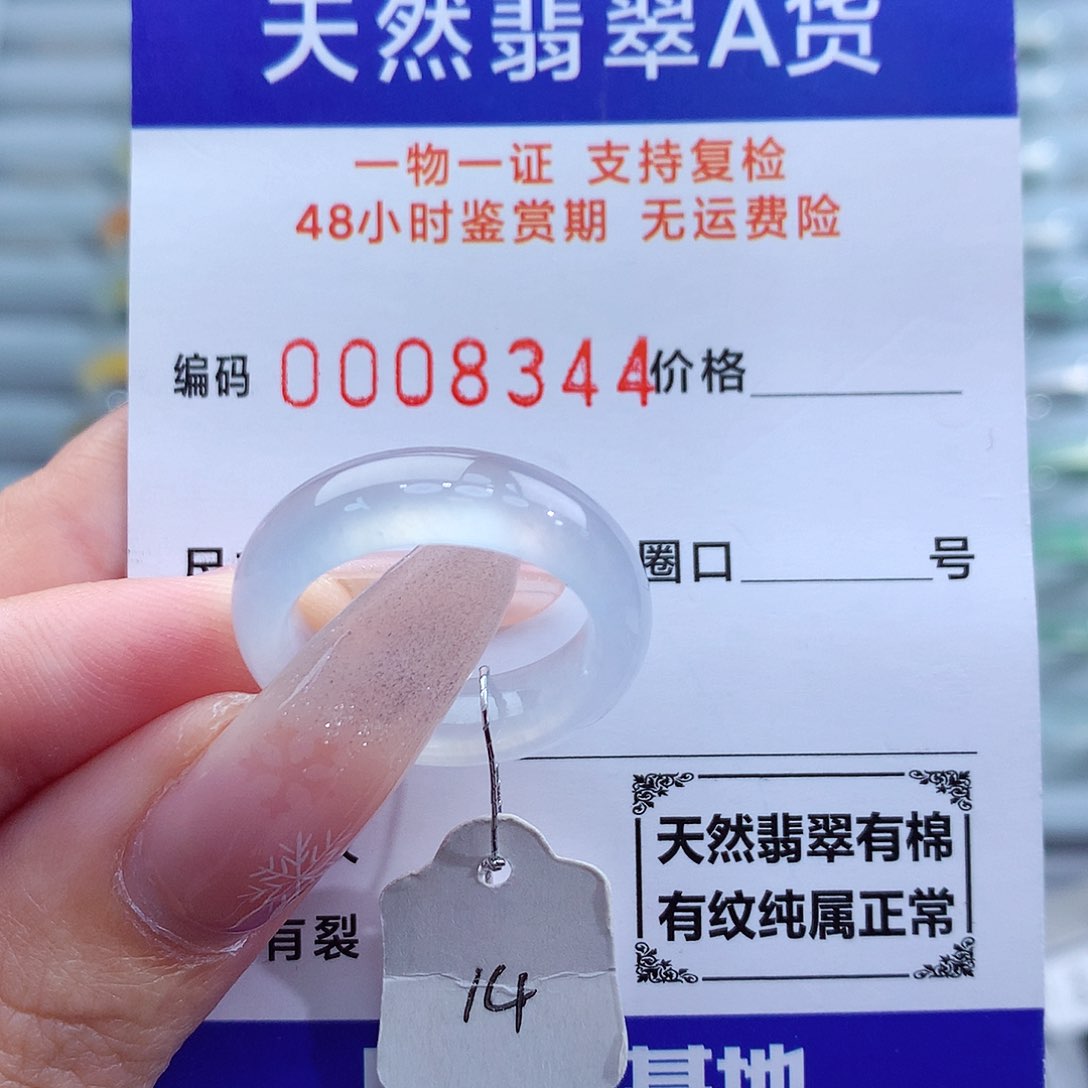 天然翡翠A货
一物一证 支持复检
48小时鉴赏期 无运费险
编码 0008344 价格
圈口 号
天然翡翠有棉
有纹纯属正常
有裂
14
基地